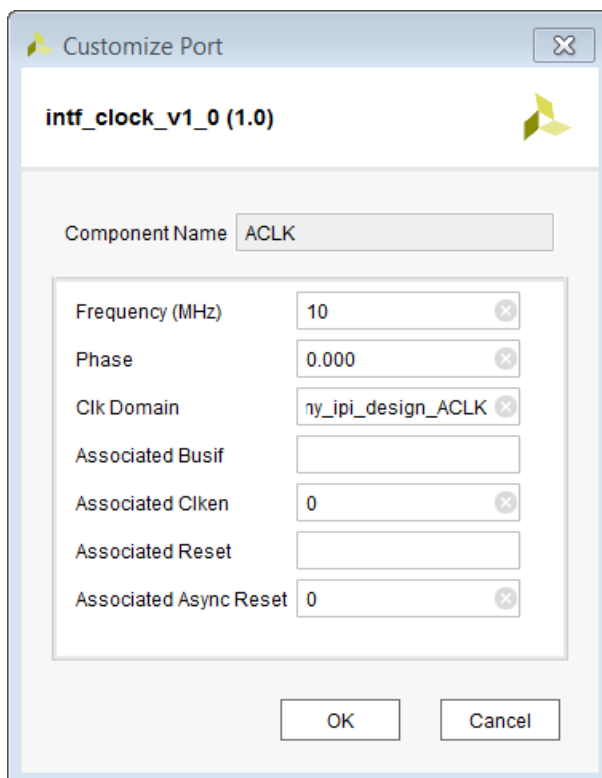 Customize Port
intf_clock_v1_0 (1.0)
Component Name ACLK
Frequency (MHz) 10
Phase 0.000
Clk Domain ny_ipi_design_ACLK
Associated Busif
Associated Clken 0
Associated Reset
Associated Async Reset 0
OK Cancel